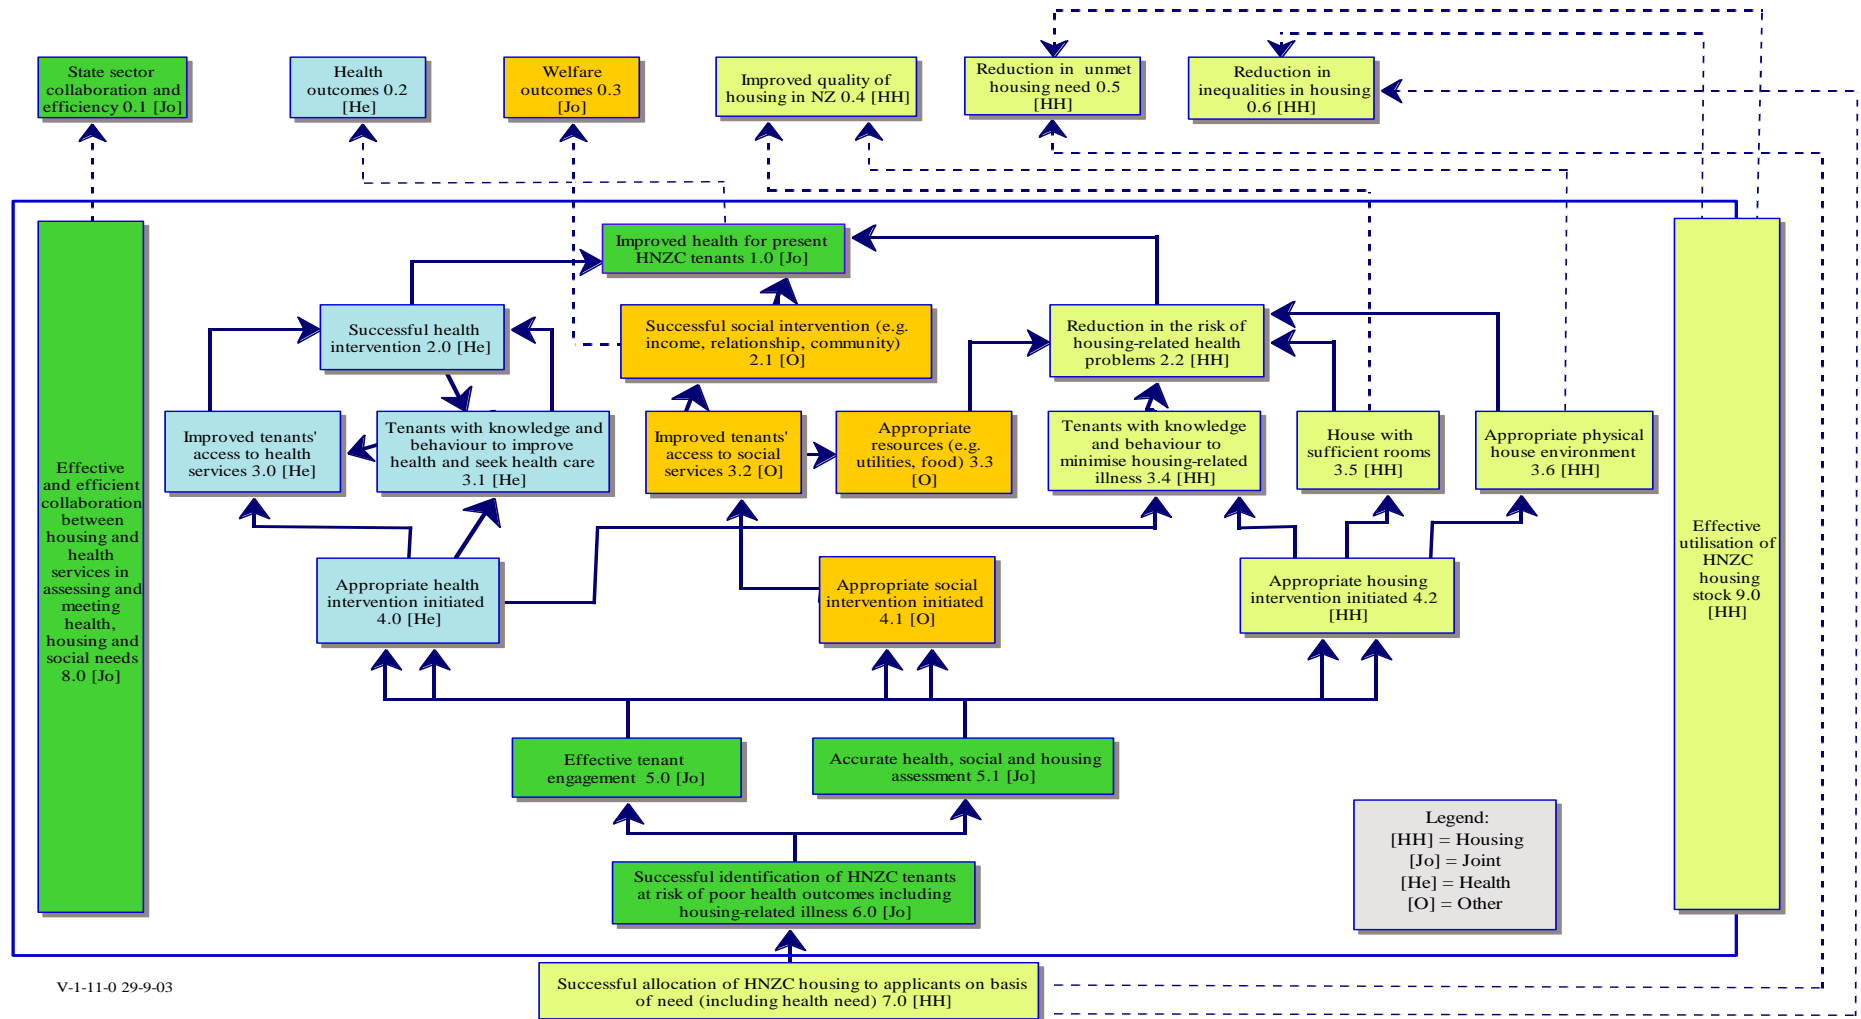 State sector
collaboration and
efficiency 0.1 [Jo]
Health
outcomes 0.2
[He]
Welfare
outcomes 0.3
[Jo]
Improved quality of
housing in NZ 0.4 [HH]
Reduction in unmet
housing need 0.5
[HH]
Reduction in
inequalities in housing
0.6 [HH]
Improved health for present
HNZC tenants 1.0 [Jo]
Successful health
intervention 2.0 [He]
Successful social intervention (e.g.
income, relationship, community)
2.1 [O]
Reduction in the risk of
housing-related health
problems 2.2 [HH]
Improved tenants'
access to health
services 3.0 [He]
Tenants with knowledge and
behaviour to improve
health and seek health care
3.1 [He]
Improved tenants'
access to social
services 3.2 [O]
Appropriate
resources (e.g.
utilities, food) 3.3
[O]
Tenants with knowledge
and behaviour to
minimise housing-related
illness 3.4 [HH]
House with
sufficient rooms
3.5 [HH]
Appropriate physical
house environment
3.6 [HH]
Effective
and efficient
collaboration
between
housing and
health
services in
assessing and
meeting
health,
housing and
social needs
8.0 [Jo]
Effective
utilisation of
HNZC
housing
stock 9.0
[HH]
Appropriate health
intervention initiated
4.0 [He]
Appropriate social
intervention initiated
4.1 [O]
Appropriate housing
intervention initiated 4.2
[HH]
Effective tenant
engagement 5.0 [Jo]
Accurate health, social and housing
assessment 5.1 [Jo]
Successful identification of HNZC tenants
at risk of poor health outcomes including
housing-related illness 6.0 [Jo]
Legend:
[HH] = Housing
[Jo] = Joint
[He] = Health
[O] = Other
Successful allocation of HNZC housing to applicants on basis
of need (including health need) 7.0 [HH]
V-1-11-0 29-9-03